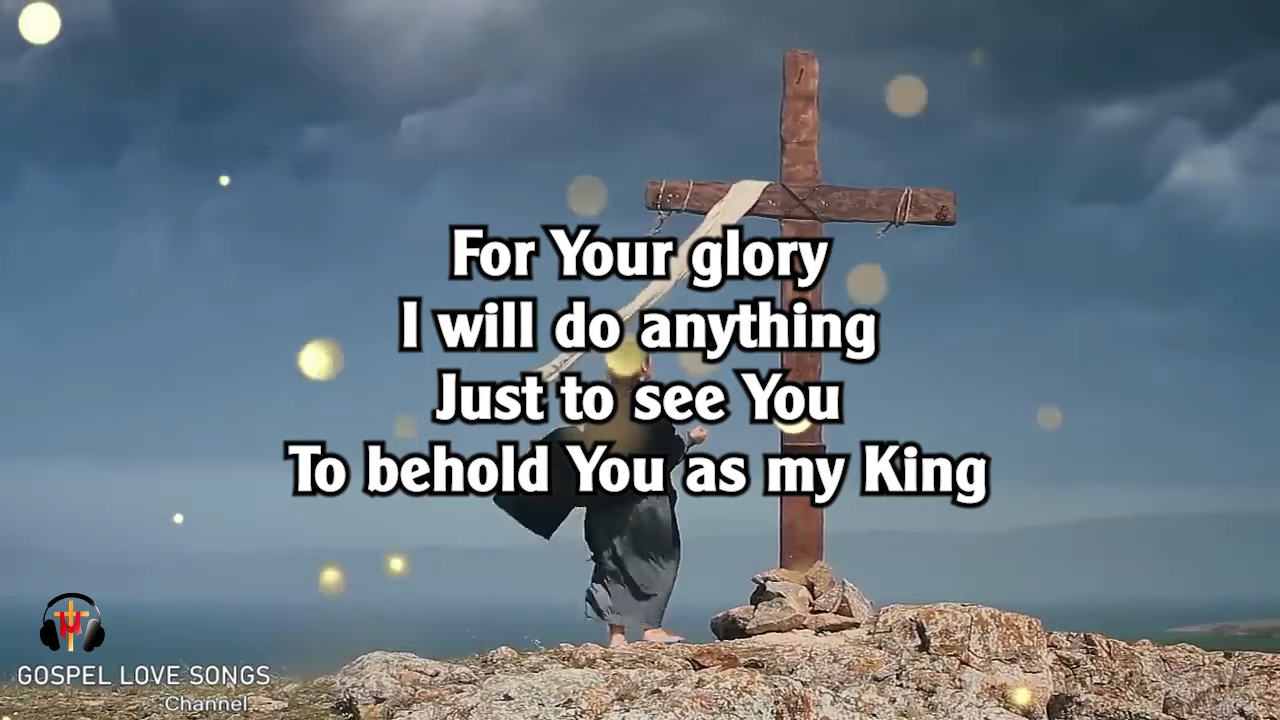 For Your glory
I will do anything
Just to see You
To behold You as my King
GOSPEL LOVE SONGS
Channel